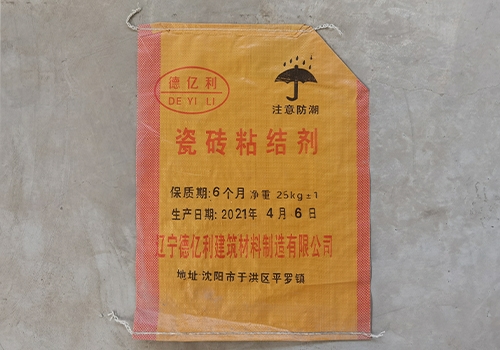 德亿利
DE YI LI
注意防潮
瓷砖粘结剂
保质期:6个月 净重 25kg±1
生产日期:2021年 4月 6日
辽宁德亿利建筑材料制造有限公司
地址:沈阳市于洪区平罗镇